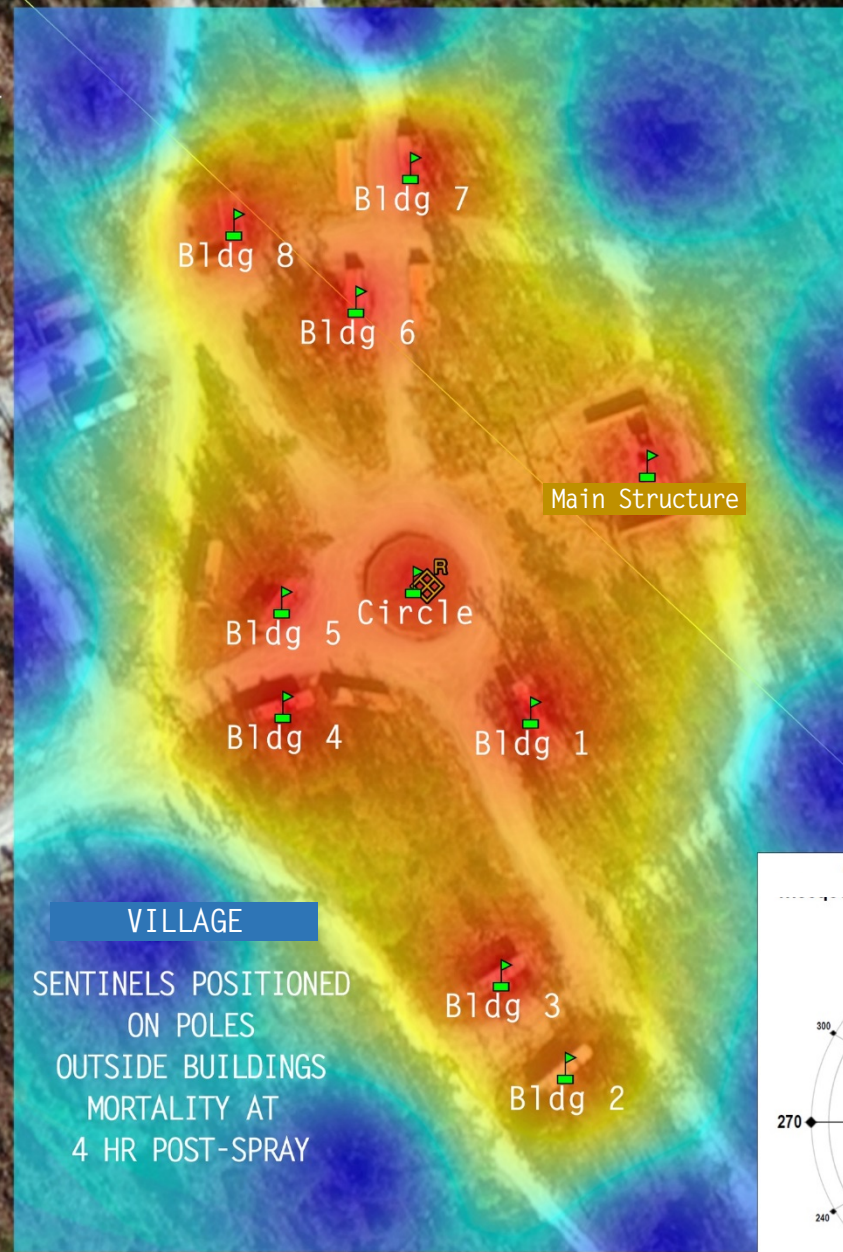 Bldg 7
Bldg 8
Bldg 6
Main Structure
R
Circle
Bldg 5
Bldg 4
Bldg 1
VILLAGE
SENTINELS POSITIONED
ON POLES
OUTSIDE BUILDINGS
MORTALITY AT
4 HR POST-SPRAY
Bldg 3
Bldg 2
300
270
240